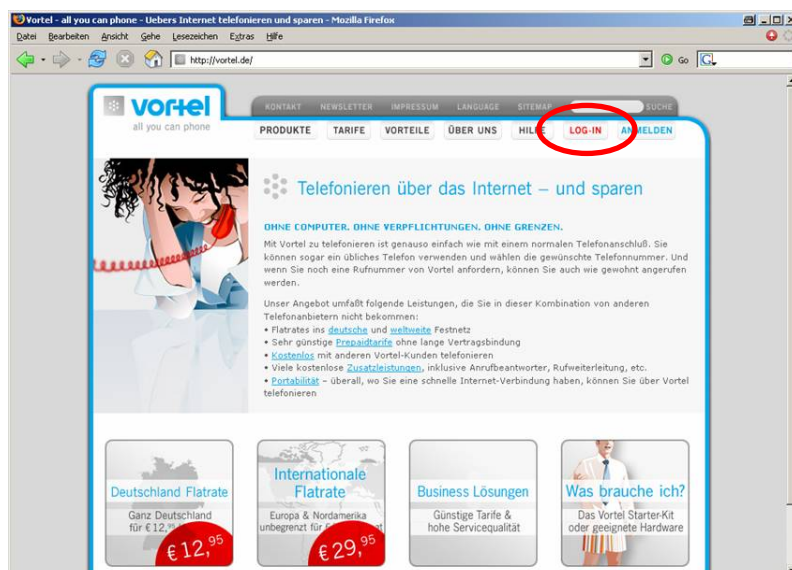 Vortel - all you can phone - Uebers Internet telefonieren und sparen - Mozilla Firefox
Datei Bearbeiten Ansicht Gehe Lesezeichen Extras Hilfe
http://vortel.de/
Go
G
vortel
all you can phone
KONTAKT NEWSLETTER IMPRESSUM LANGUAGE SITEMAP SUCHE
PRODUKTE TARIFE VORTEILE ÜBER UNS HILFE LOG-IN ANMELDEN
Telefonieren über das Internet – und sparen
OHNE COMPUTER. OHNE VERPFLICHTUNGEN. OHNE GRENZEN.
Mit Vortel zu telefonieren ist genauso einfach wie mit einem normalen Telefonanschluß. Sie
können sogar ein übliches Telefon verwenden und wählen die gewünschte Telefonnummer. Und
wenn Sie noch eine Rufnummer von Vortel anfordern, können Sie auch wie gewohnt angerufen
werden.
Unser Angebot umfaßt folgende Leistungen, die Sie in dieser Kombination von anderen
Telefonanbietern nicht bekommen:
• Flatrates ins deutsche und weltweite Festnetz
• Sehr günstige Prepaidtarife ohne lange Vertragsbindung
• Kostenlos mit anderen Vortel-Kunden telefonieren
• Viele kostenlose Zusatzleistungen, inklusive Anrufbeantworter, Rufweiterleitung, etc.
• Portabilität – überall, wo Sie eine schnelle Internet-Verbindung haben, können Sie über Vortel
telefonieren
Deutschland Flatrate
Ganz Deutschland
für € 12,95
€ 12,95
Internationale
Flatrate
Europa & Nordamerika
unbegrenzt für
€ 29,95
Business Lösungen
Günstige Tarife &
hohe Servicequalität
Was brauche ich?
Das Vortel Starter-Kit
oder geeignete Hardware